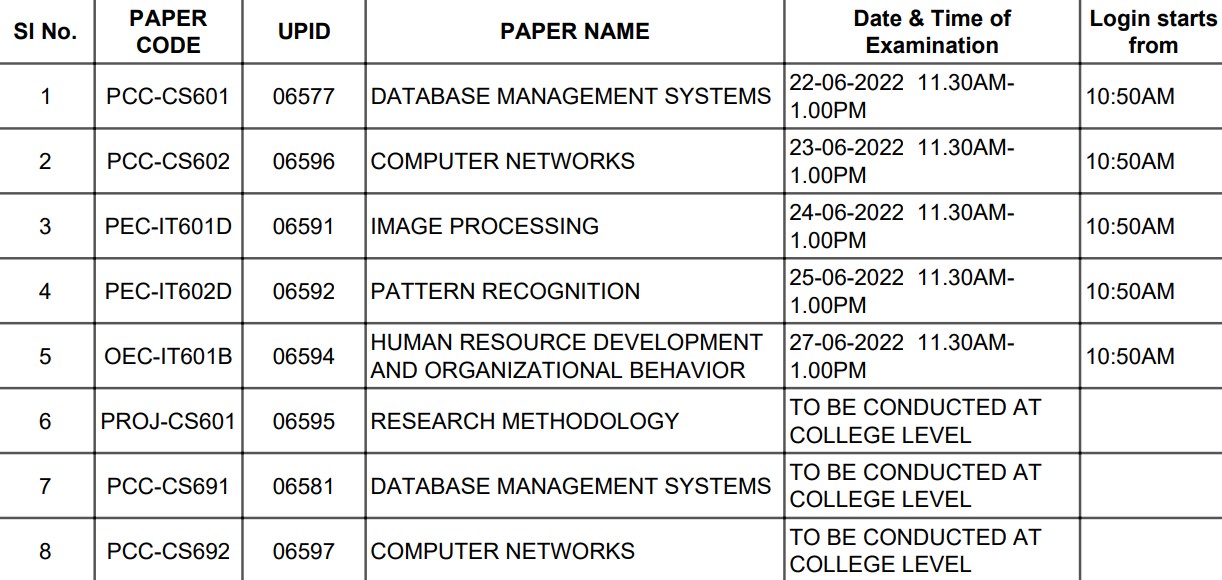 SI No. PAPER CODE UPID PAPER NAME Date & Time of Examination Login starts from
1 PCC-CS601 06577 DATABASE MANAGEMENT SYSTEMS 22-06-2022 11.30AM-1.00PM 10:50AM
2 PCC-CS602 06596 COMPUTER NETWORKS 23-06-2022 11.30AM-1.00PM 10:50AM
3 PEC-IT601D 06591 IMAGE PROCESSING 24-06-2022 11.30AM-1.00PM 10:50AM
4 PEC-IT602D 06592 PATTERN RECOGNITION 25-06-2022 11.30AM-1.00PM 10:50AM
5 OEC-IT601B 06594 HUMAN RESOURCE DEVELOPMENT AND ORGANIZATIONAL BEHAVIOR 27-06-2022 11.30AM-1.00PM 10:50AM
6 PROJ-CS601 06595 RESEARCH METHODOLOGY TO BE CONDUCTED AT COLLEGE LEVEL
7 PCC-CS691 06581 DATABASE MANAGEMENT SYSTEMS TO BE CONDUCTED AT COLLEGE LEVEL
8 PCC-CS692 06597 COMPUTER NETWORKS TO BE CONDUCTED AT COLLEGE LEVEL